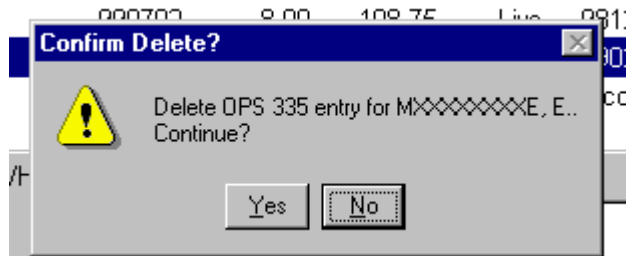 Confirm Delete?
Delete OPS 335 entry for MXXXXXXXXE, E..
Continue?
Yes No